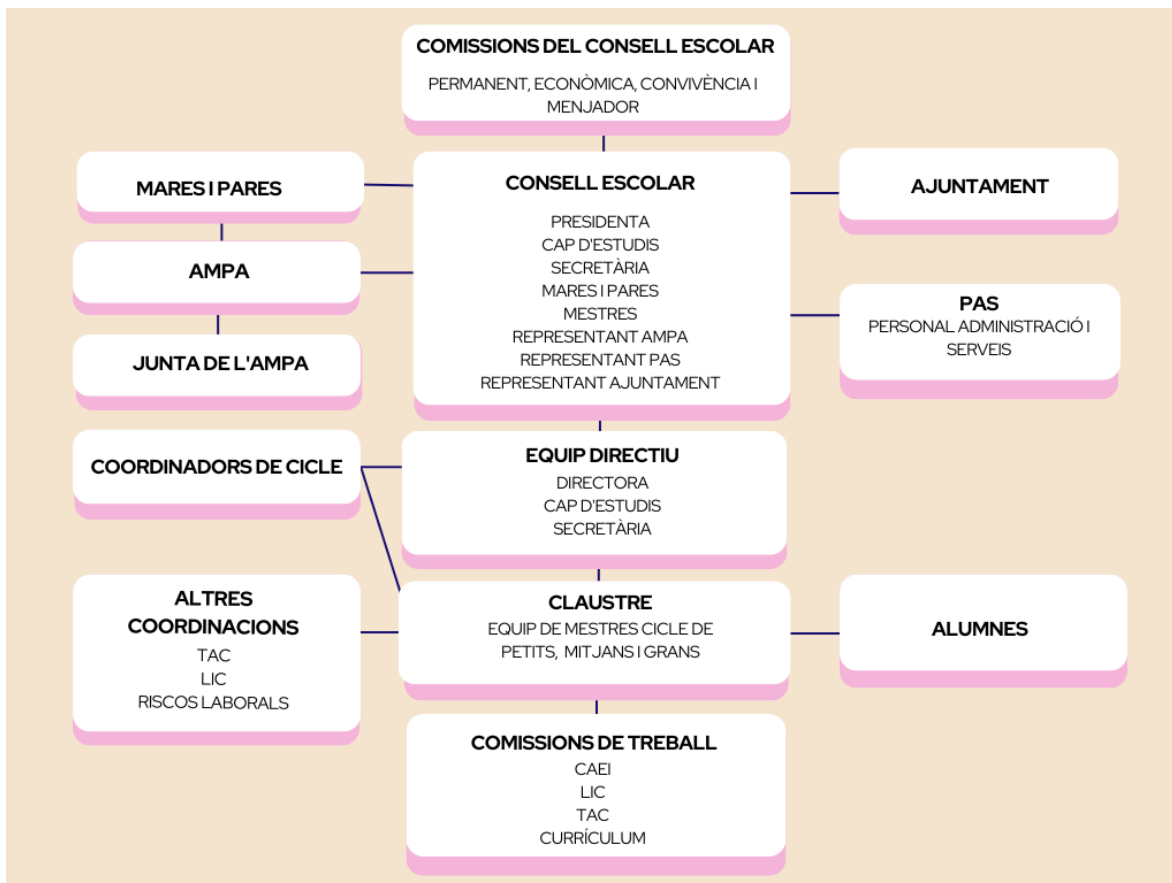 COMISSIONS DEL CONSELL ESCOLAR
PERMANENT, ECONÒMICA, CONVIVÈNCIA I
MENJADOR
MARES I PARES
AMPA
JUNTA DE L'AMPA
CONSELL ESCOLAR
PRESIDENTA
CAP D'ESTUDIS
SECRETÀRIA
MARES I PARES
MESTRES
REPRESENTANT AMPA
REPRESENTANT PAS
REPRESENTANT AJUNTAMENT
AJUNTAMENT
PAS
PERSONAL ADMINISTRACIÓ I
SERVEIS
COORDINADORS DE CICLE
EQUIP DIRECTIU
DIRECTORA
CAP D'ESTUDIS
SECRETÀRIA
ALTRES
COORDINACIONS
TAC
LIC
RISCOS LABORALS
CLAUSTRE
EQUIP DE MESTRES CICLE DE
PETITS, MITJANS I GRANS
ALUMNES
COMISSIONS DE TREBALL
CAEI
LIC
TAC
CURRÍCULUM